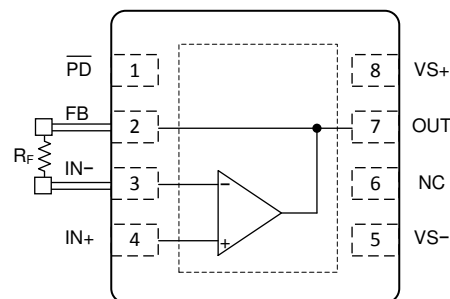 PD 1 8 VS+
FB 2 7 OUT
RF
IN− 3 − 6 NC
IN+ 4 + 5 VS−